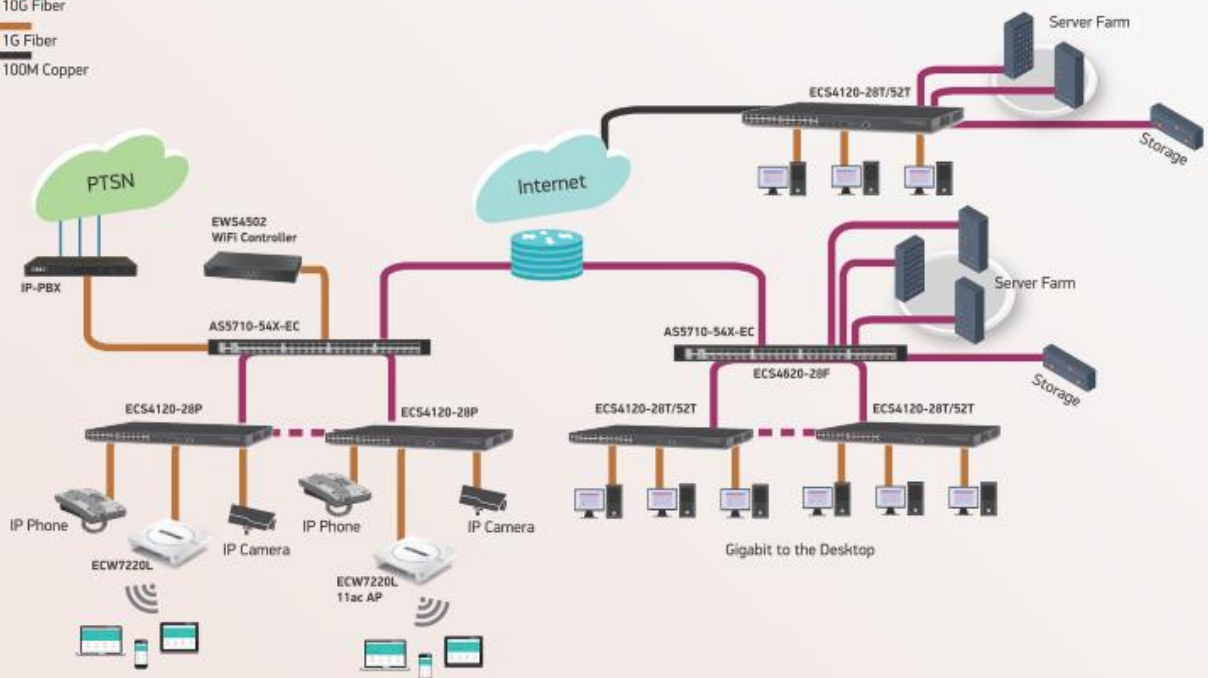 10G Fiber
1G Fiber
100M Copper
Server Farm
ECS4120-28T/52T
Storage
PTSN
Internet
EWS4502
WiFi Controller
IP-PBX
AS5710-54X-EC
Server Farm
AS5710-54X-EC
ECS4620-28F
Storage
ECS4120-28P
ECS4120-28P
ECS4120-28T/52T
ECS4120-28T/52T
IP Phone
IP Camera
IP Phone
IP Camera
Gigabit to the Desktop
ECW7220L
ECW7220L
11ac AP